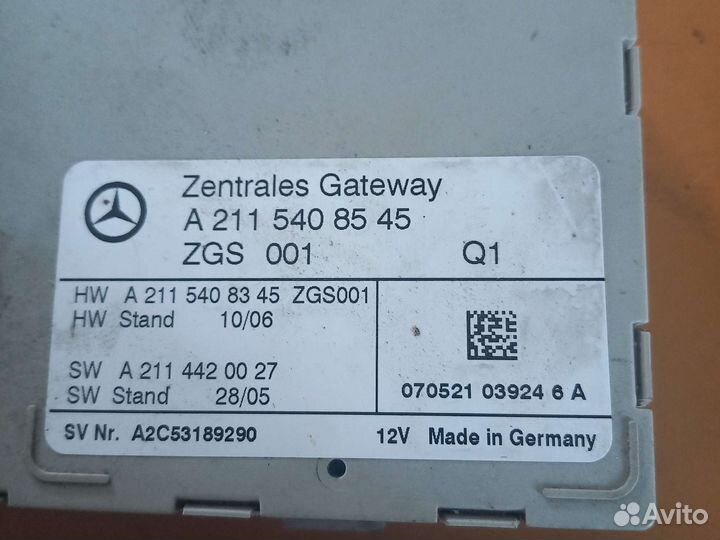 Zentrales Gateway
A 211 540 85 45
ZGS 001 Q1
HW A 211 540 83 45 ZGS001
HW Stand 10/06
SW A 211 442 00 27
SW Stand 28/05
070521 03924 6 A
SV Nr. A2C53189290
12V Made in Germany
Avito